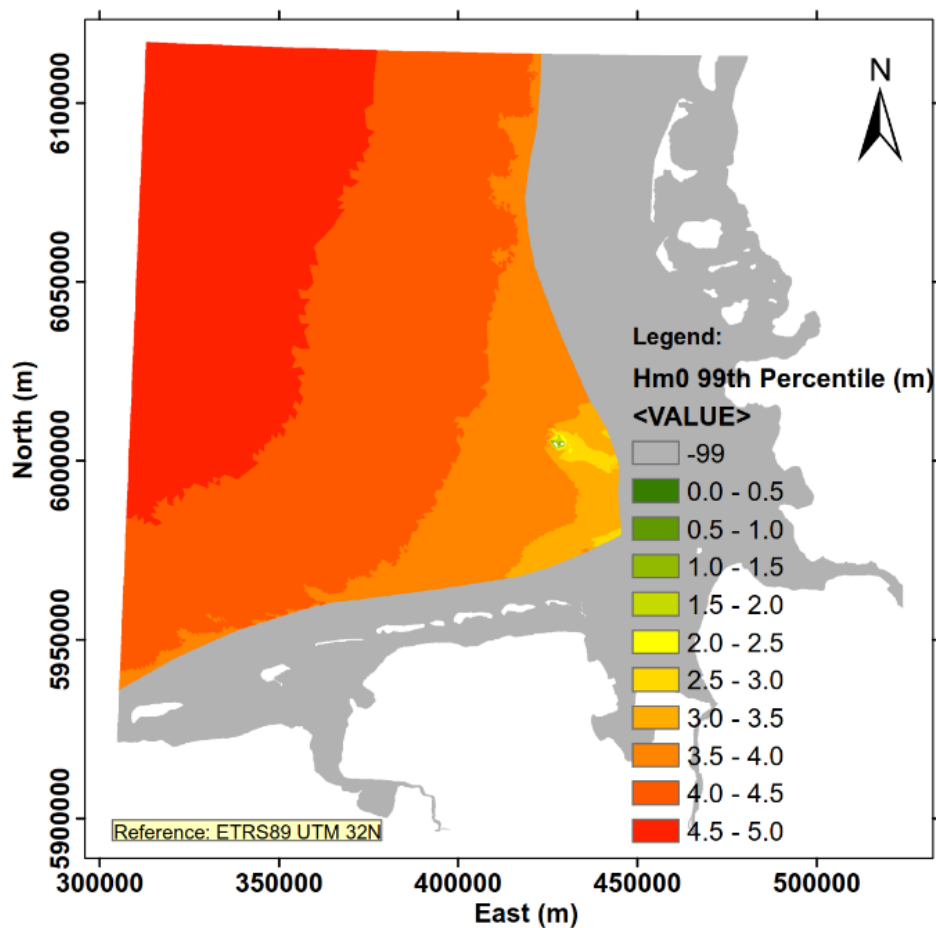 N
6100000
6050000
6000000
5950000
5900000
North (m)
Legend:
Hm0 99th Percentile (m)
<VALUE>
-99
0.0 - 0.5
0.5 - 1.0
1.0 - 1.5
1.5 - 2.0
2.0 - 2.5
2.5 - 3.0
3.0 - 3.5
3.5 - 4.0
4.0 - 4.5
4.5 - 5.0
Reference: ETRS89 UTM 32N
300000 350000 400000 450000 500000
East (m)